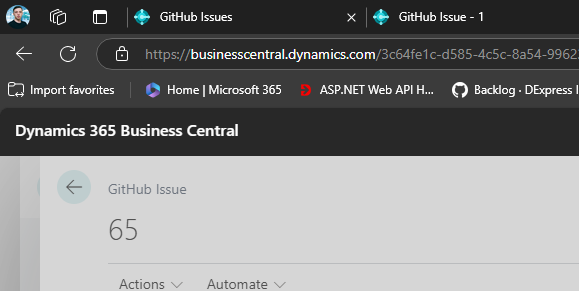 GitHub Issues
GitHub Issue - 1
https://businesscentral.dynamics.com/3c64fe1c-d585-4c5c-8a54-9962
Import favorites
Home | Microsoft 365
ASP.NET Web API H...
Backlog · DExpress I
Dynamics 365 Business Central
GitHub Issue
65
Actions
Automate